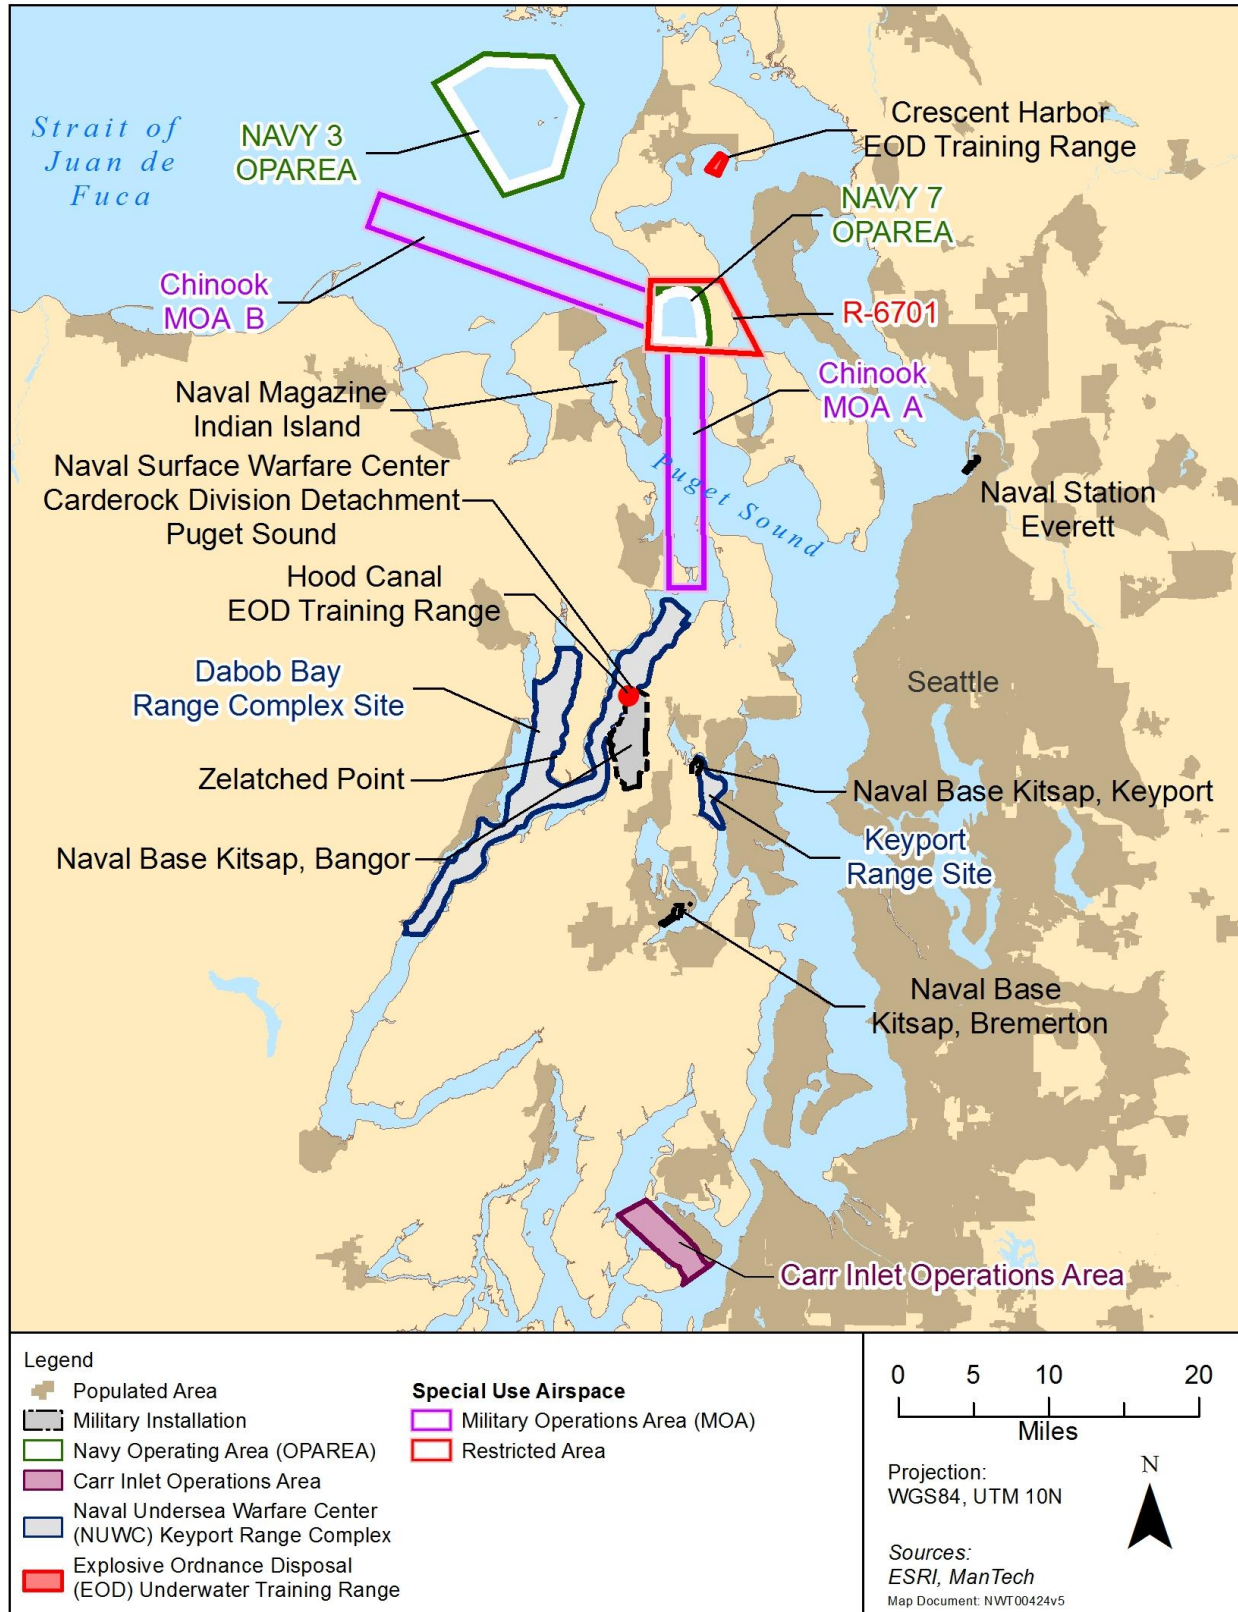 Strait of
Juan de
Fuca
NAVY 3
OPAREA
Crescent Harbor
EOD Training Range
NAVY 7
OPAREA
Chinook
MOA B
R-6701
Chinook
MOA A
Naval Magazine
Indian Island
Naval Surface Warfare Center
Carderock Division Detachment
Puget Sound
Puget Sound
Naval Station
Everett
Hood Canal
EOD Training Range
Dabob Bay
Range Complex Site
Seattle
Zelatched Point
Naval Base Kitsap, Keyport
Naval Base Kitsap, Bangor
Keyport
Range Site
Naval Base
Kitsap, Bremerton
Carr Inlet Operations Area
Legend
Populated Area
Military Installation
Navy Operating Area (OPAREA)
Carr Inlet Operations Area
Naval Undersea Warfare Center
(NUWC) Keyport Range Complex
Explosive Ordnance Disposal
(EOD) Underwater Training Range
Special Use Airspace
Military Operations Area (MOA)
Restricted Area
0 5 10 20
Miles
Projection:
WGS84, UTM 10N
N
Sources:
ESRI, ManTech
Map Document: NWT00424v5